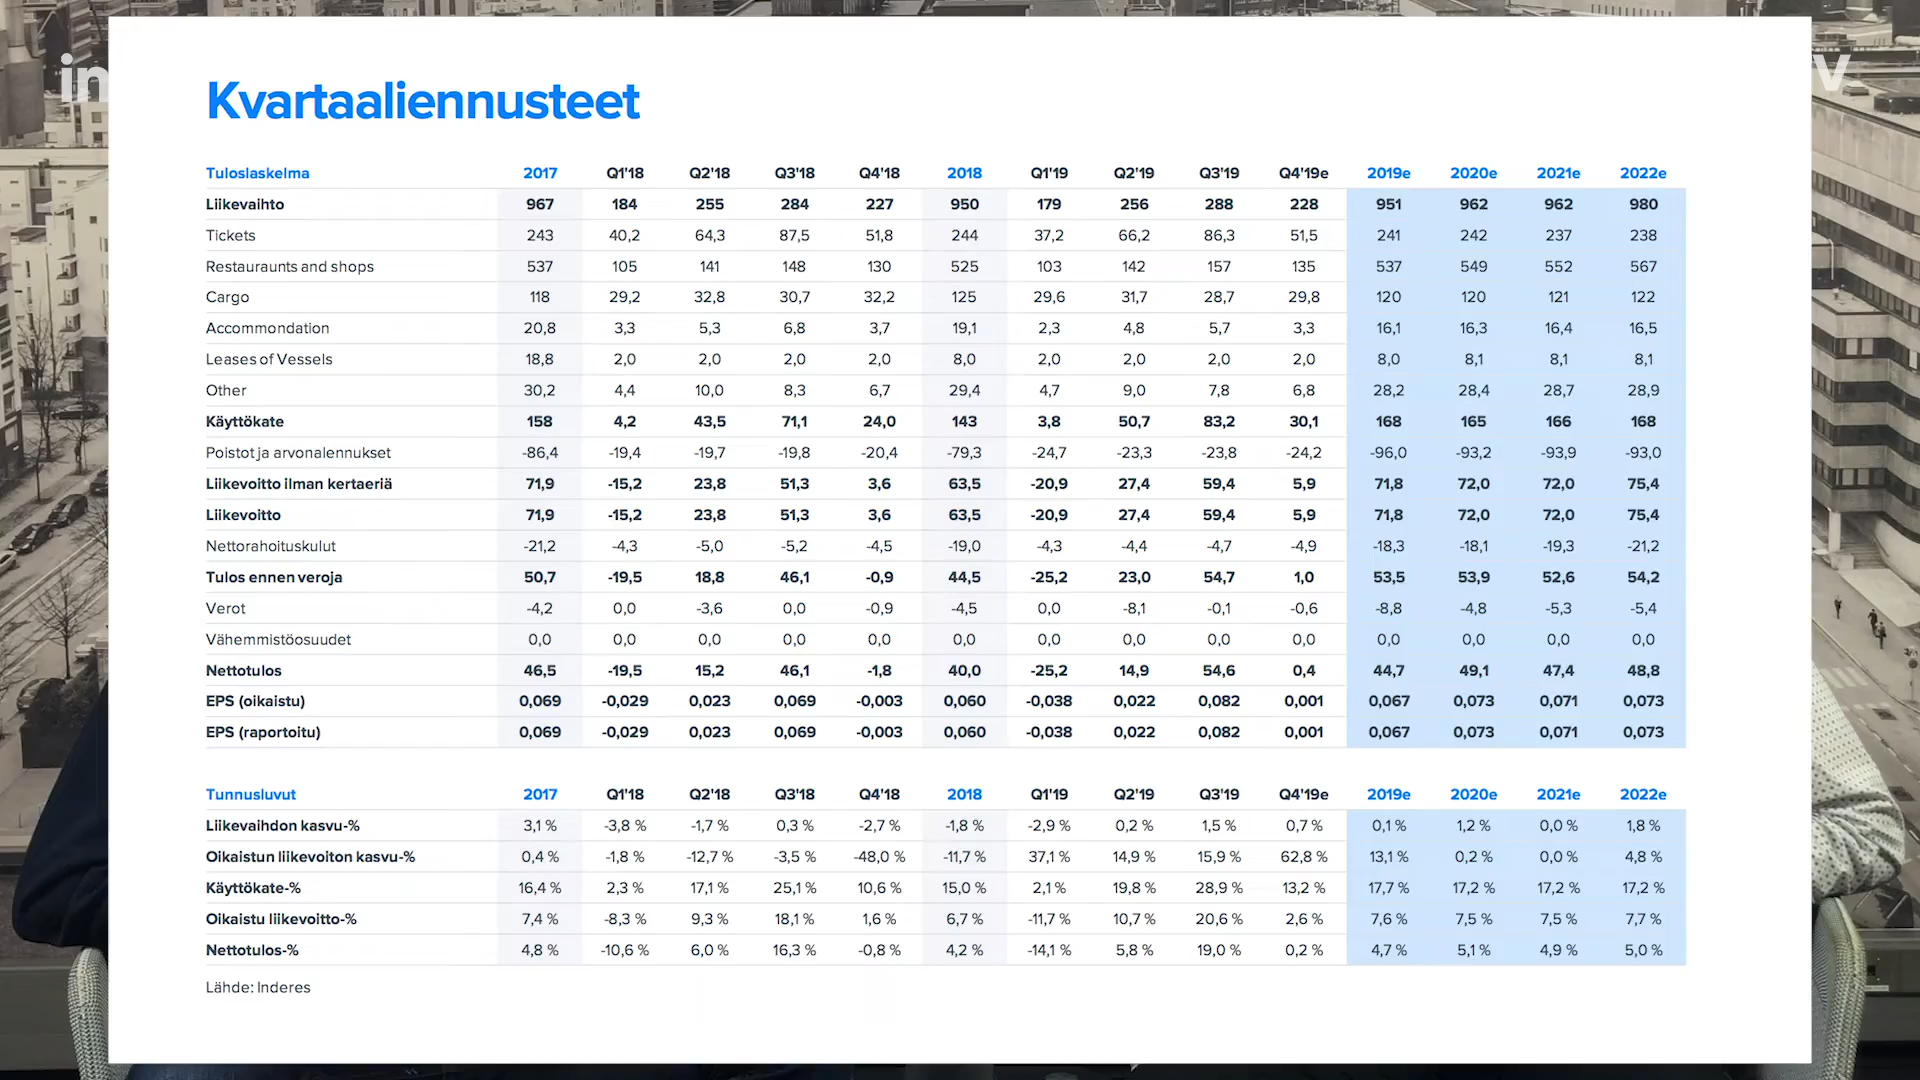 in
v.
Kvartaaliennusteet
Tuloslaskelma 2017 Q1'18 Q2'18 Q3'18 Q4'18 2018 Q1'19 Q2'19 Q3'19 Q4'19e 2019e 2020e 2021e 2022e
Liikevaihto 967 184 255 284 227 950 179 256 288 228 951 962 962 980
Tickets 243 40,2 64,3 87,5 51,8 244 37,2 66,2 86,3 51,5 241 242 237 238
Restauraunts and shops 537 105 141 148 130 525 103 142 157 135 537 549 552 567
Cargo 118 29,2 32,8 30,7 32,2 125 29,6 31,7 28,7 29,8 120 120 121 122
Accommondation 20,8 3,3 5,3 6,8 3,7 19,1 2,3 4,8 5,7 3,3 16,1 16,3 16,4 16,5
Leases of Vessels 18,8 2,0 2,0 2,0 2,0 8,0 2,0 2,0 2,0 2,0 8,0 8,1 8,1 8,1
Other 30,2 4,4 10,0 8,3 6,7 29,4 4,7 9,0 7,8 6,8 28,2 28,4 28,7 28,9
Käyttökate 158 4,2 43,5 71,1 24,0 143 3,8 50,7 83,2 30,1 168 165 166 168
Poistot ja arvonalennukset -86,4 -19,4 -19,7 -19,8 -20,4 -79,3 -24,7 -23,3 -23,8 -24,2 -96,0 -93,2 -93,9 -93,0
Liikevoitto ilman kertaeriä 71,9 -15,2 23,8 51,3 3,6 63,5 -20,9 27,4 59,4 5,9 71,8 72,0 72,0 75,4
Liikevoitto 71,9 -15,2 23,8 51,3 3,6 63,5 -20,9 27,4 59,4 5,9 71,8 72,0 72,0 75,4
Nettorahoituskulut -21,2 -4,3 -5,0 -5,2 -4,5 -19,0 -4,3 -4,4 -4,7 -4,9 -18,3 -18,1 -19,3 -21,2
Tulos ennen veroja 50,7 -19,5 18,8 46,1 -0,9 44,5 -25,2 23,0 54,7 1,0 53,5 53,9 52,6 54,2
Verot -4,2 0,0 -3,6 0,0 -0,9 -4,5 0,0 -8,1 -0,1 -0,6 -8,8 -4,8 -5,3 -5,4
Vähemmistöosuudet 0,0 0,0 0,0 0,0 0,0 0,0 0,0 0,0 0,0 0,0 0,0 0,0 0,0 0,0
Nettotulos 46,5 -19,5 15,2 46,1 -1,8 40,0 -25,2 14,9 54,6 0,4 44,7 49,1 47,4 48,8
EPS (oikaistu) 0,069 -0,029 0,023 0,069 -0,003 0,060 -0,038 0,022 0,082 0,001 0,067 0,073 0,071 0,073
EPS (raportoitu) 0,069 -0,029 0,023 0,069 -0,003 0,060 -0,038 0,022 0,082 0,001 0,067 0,073 0,071 0,073
Tunnusluvut 2017 Q1'18 Q2'18 Q3'18 Q4'18 2018 Q1'19 Q2'19 Q3'19 Q4'19e 2019e 2020e 2021e 2022e
Liikevaihdon kasvu-% 3,1 % -3,8 % -1,7 % 0,3 % -2,7 % -1,8 % -2,9 % 0,2 % 1,5 % 0,7 % 0,1 % 1,2 % 0,0 % 1,8 %
Oikaistun liikevoiton kasvu-% 0,4 % -1,8 % -12,7 % -3,5 % -48,0 % -11,7 % 37,1 % 14,9 % 15,9 % 62,8 % 13,1 % 0,2 % 0,0 % 4,8 %
Käyttökate-% 16,4 % 2,3 % 17,1 % 25,1 % 10,6 % 15,0 % 2,1 % 19,8 % 28,9 % 13,2 % 17,7 % 17,2 % 17,2 % 17,2 %
Oikaistu liikevoitto-% 7,4 % -8,3 % 9,3 % 18,1 % 1,6 % 6,7 % -11,7 % 10,7 % 20,6 % 2,6 % 7,6 % 7,5 % 7,5 % 7,7 %
Nettotulos-% 4,8 % -10,6 % 6,0 % 16,3 % -0,8 % 4,2 % -14,1 % 5,8 % 19,0 % 0,2 % 4,7 % 5,1 % 4,9 % 5,0 %
Lähde: Inderes